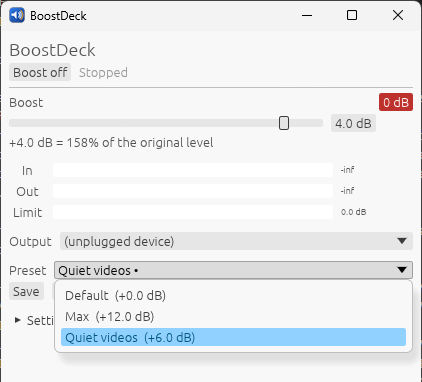 BoostDeck
BoostDeck
Boost off Stopped
Boost 0 dB
4.0 dB
+4.0 dB = 158% of the original level
In -inf
Out -inf
Limit 0.0 dB
Output (unplugged device)
Preset Quiet videos •
Save
Default (+0.0 dB)
Max (+12.0 dB)
Setti
Quiet videos (+6.0 dB)